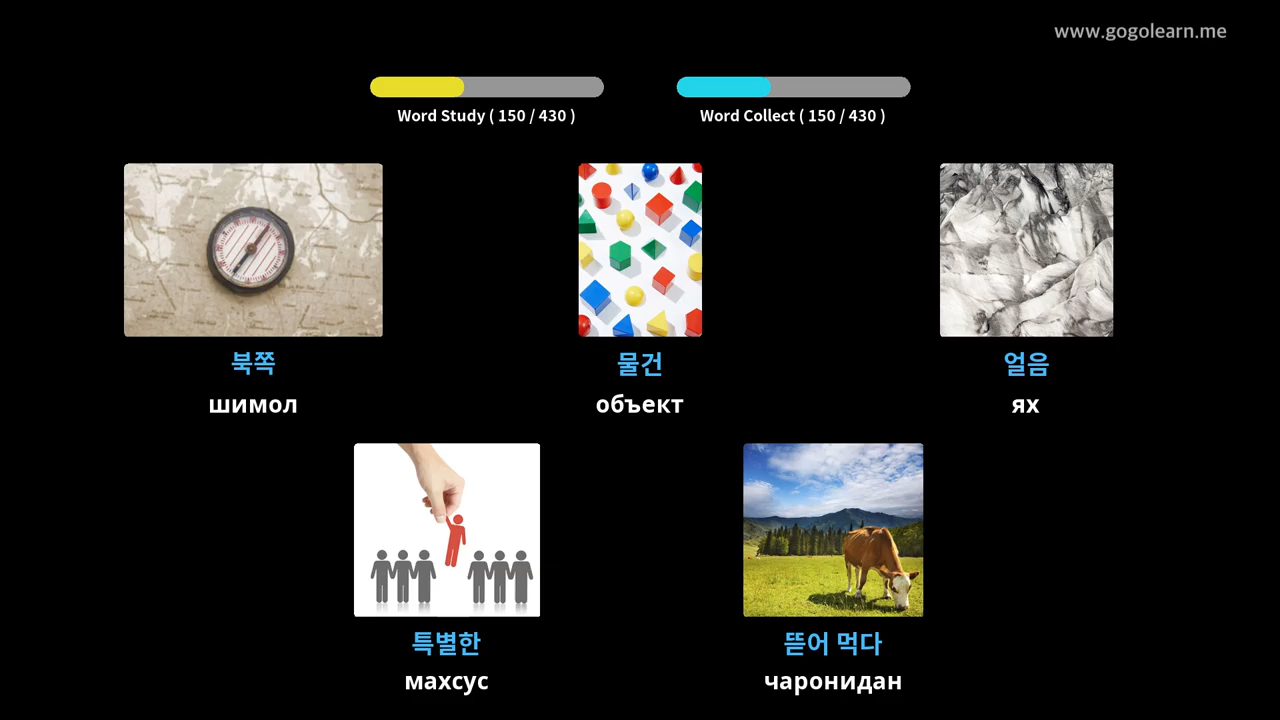 www.gogolearn.me
Word Study ( 150 / 430 )
Word Collect ( 150 / 430 )
북쪽
шимол
물건
объект
얼음
ях
특별한
махсус
뜯어 먹다
чаронидан